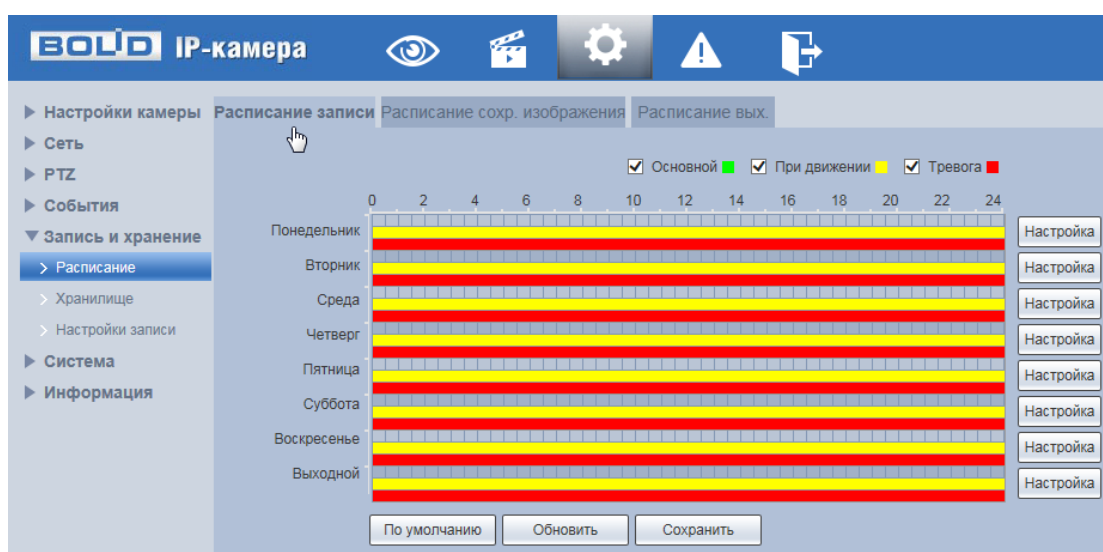 BOLID IP-камера
Настройки камеры
Сеть
PTZ
События
Запись и хранение
Расписание
Хранилище
Настройки записи
Система
Информация
Расписание записи Расписание сохр. изображения Расписание вых.
Основной При движении Тревога
0 2 4 6 8 10 12 14 16 18 20 22 24
Понедельник Настройка
Вторник Настройка
Среда Настройка
Четверг Настройка
Пятница Настройка
Суббота Настройка
Воскресенье Настройка
Выходной Настройка
По умолчанию Обновить Сохранить